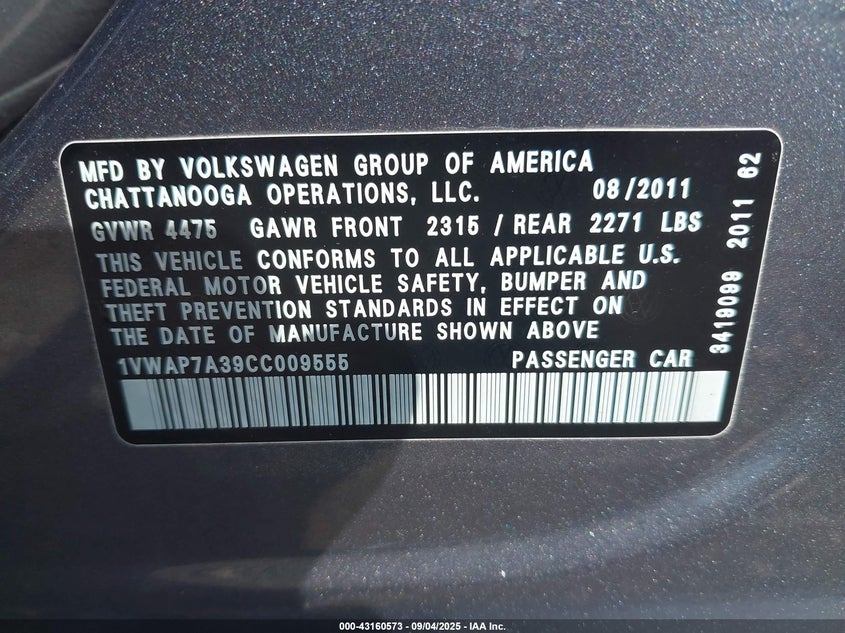 MFD BY VOLKSWAGEN GROUP OF AMERICA
CHATTANOOGA OPERATIONS, LLC. 08/2011
GVWR 4475 GAWR FRONT 2315 / REAR 2271 LBS
THIS VEHICLE CONFORMS TO ALL APPLICABLE U.S.
FEDERAL MOTOR VEHICLE SAFETY, BUMPER AND
THEFT PREVENTION STANDARDS IN EFFECT ON
THE DATE OF MANUFACTURE SHOWN ABOVE
1VWAP7A39CC009555 PASSENGER CAR
3419099 2011 62
000-43160573 - 09/04/2025 - IAA Inc.